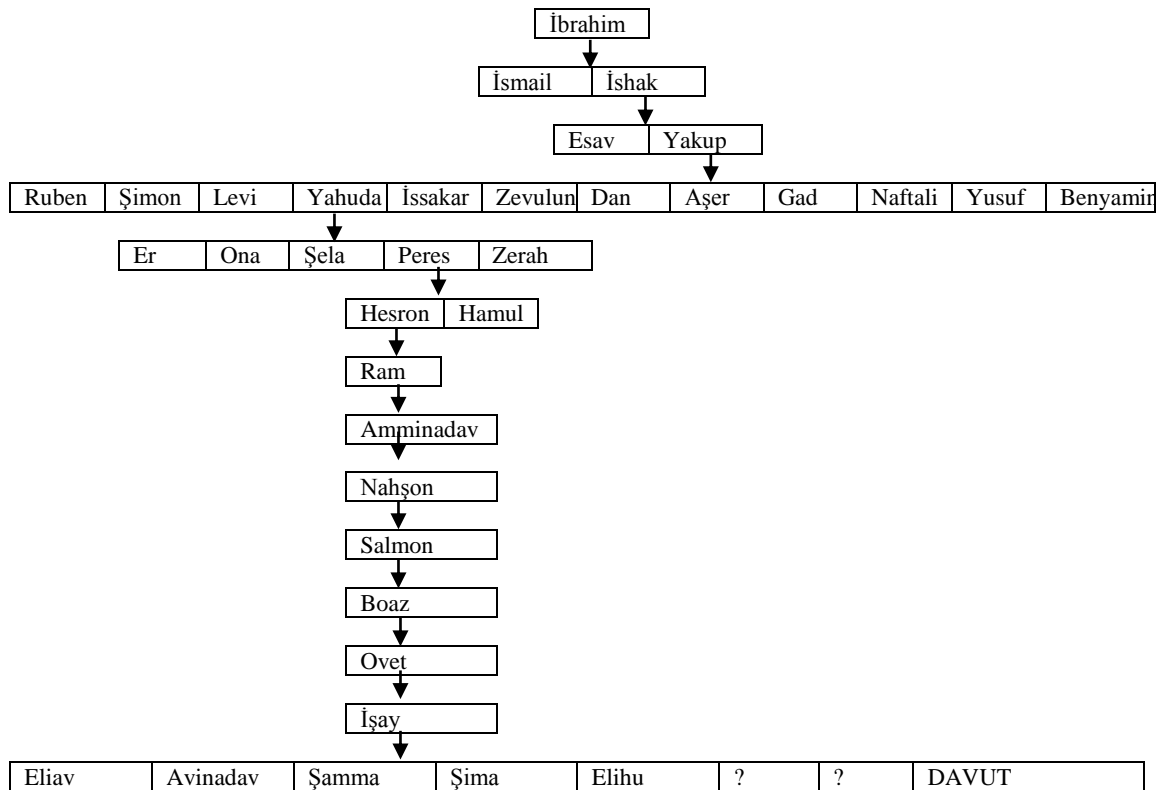 İbrahim
İsmail İshak
Esav Yakup
Ruben Şimon Levi Yahuda İssakar Zevulun Dan Aşer Gad Naftali Yusuf Benyamin
Er Ona Şela Peres Zerah
Hesron Hamul
Ram
Amminadav
Nahşon
Salmon
Boaz
Ovet
İşay
Eliav Avinadav Şamma Şima Elihu ? ? DAVUT